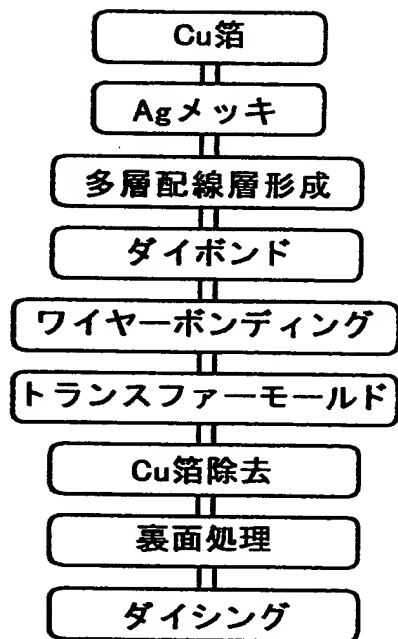 Cu箔
Agメッキ
多層配線層形成
ダイボンド
ワイヤーボンディング
トランスファーモールド
Cu箔除去
裏面処理
ダイシング